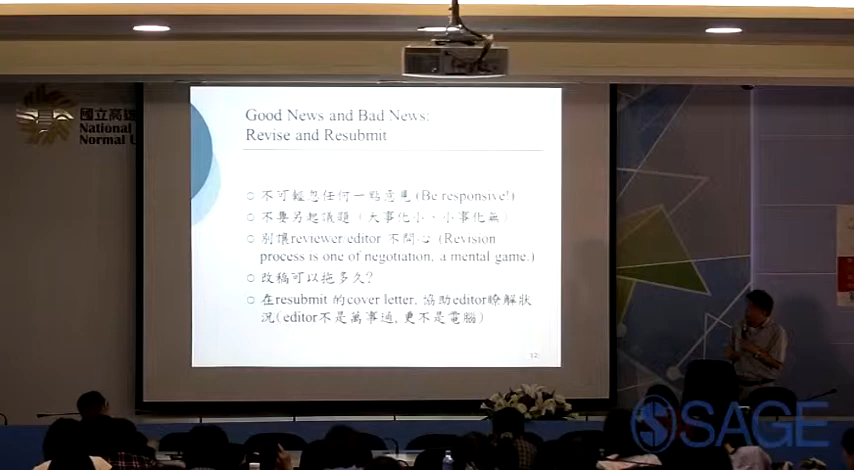 國立高雄
National
Normal U
Good News and Bad News:
Revise and Resubmit
不可輕忽任何一點意見 (Be responsive!)
不要另起議題 (大事化小、小事化無)
別讓reviewer/editor 不開心 (Revision
process is one of negotiation, a mental game.)
改稿可以拖多久?
在resubmit 的cover letter, 協助editor瞭解狀
況(editor不是萬事通, 更不是電腦)
12
SAGE